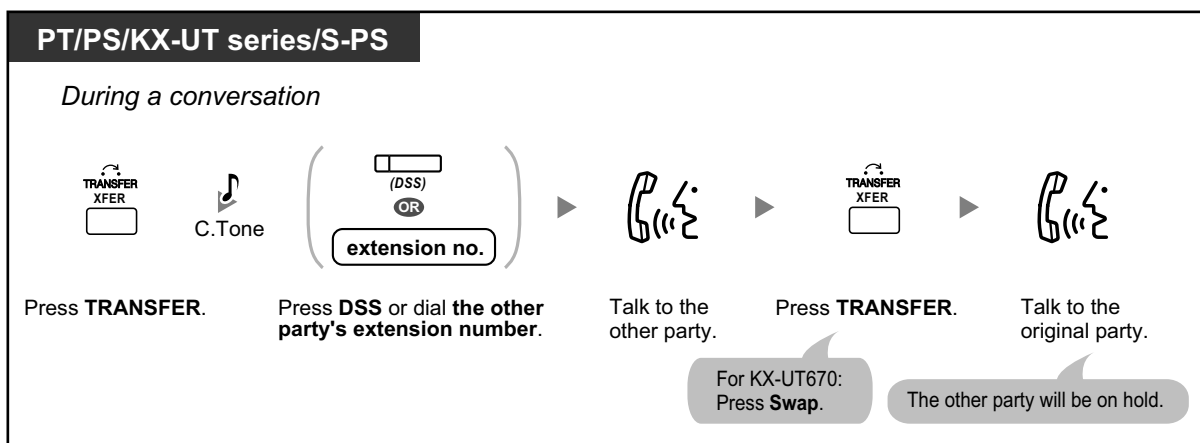 PT/PS/KX-UT series/S-PS
During a conversation
TRANSFER
XFER
C.Tone
(DSS)
OR
extension no.
TRANSFER
XFER
Press TRANSFER.
Press DSS or dial the other
party's extension number.
Talk to the
other party.
Press TRANSFER.
Talk to the
original party.
For KX-UT670:
Press Swap.
The other party will be on hold.